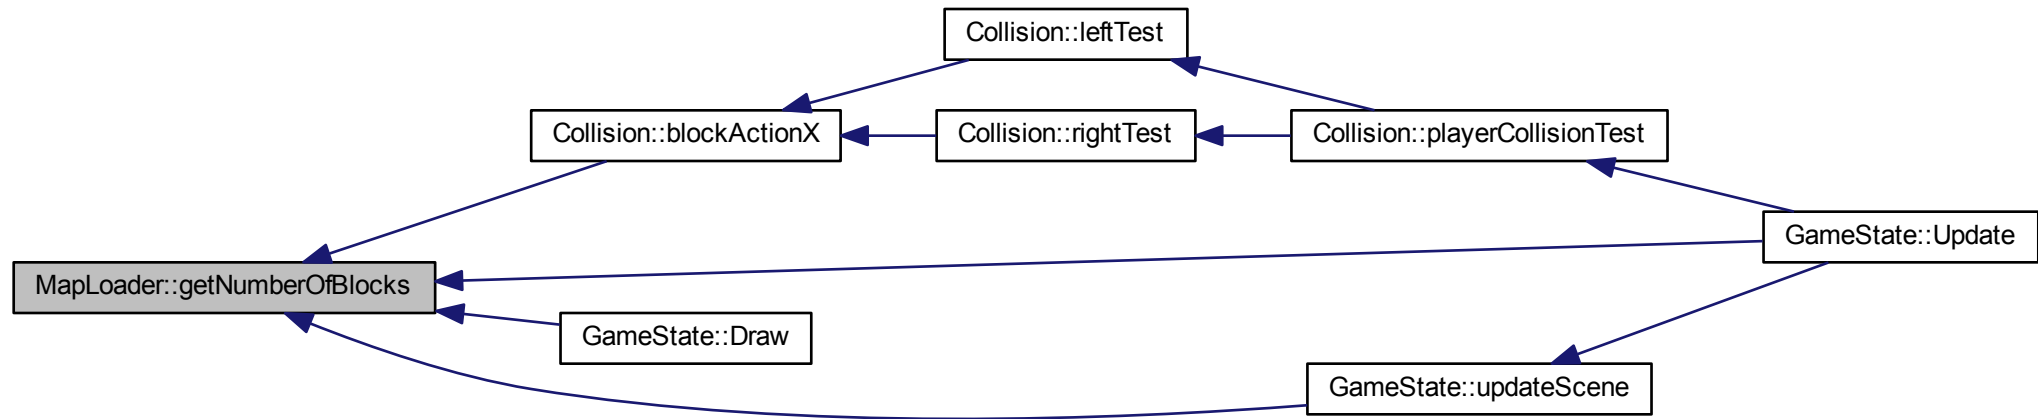 Collision::leftTest
Collision::blockActionX
Collision::rightTest
Collision::playerCollisionTest
GameState::Update
MapLoader::getNumberOfBlocks
GameState::Draw
GameState::updateScene